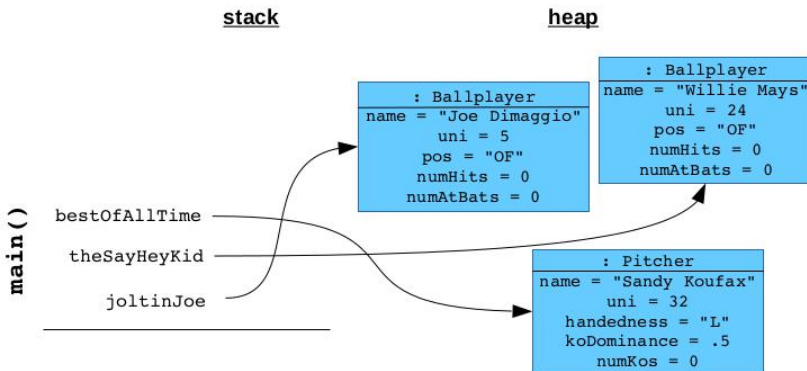 stack
heap
: Ballplayer
name = "Joe Dimaggio"
uni = 5
pos = "OF"
numHits = 0
numAtBats = 0
: Ballplayer
name = "Willie Mays"
uni = 24
pos = "OF"
numHits = 0
numAtBats = 0
main()
bestOfAllTime
theSayHeyKid
joltinJoe
: Pitcher
name = "Sandy Koufax"
uni = 32
handedness = "L"
koDominance = .5
numKos = 0